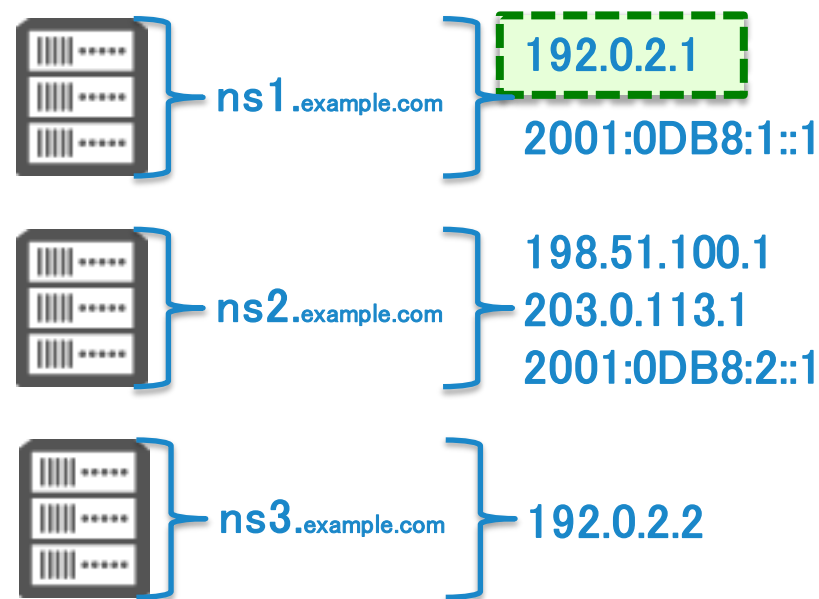 ns1.example.com
192.0.2.1
2001:0DB8:1::1
ns2.example.com
198.51.100.1
203.0.113.1
2001:0DB8:2::1
ns3.example.com
192.0.2.2